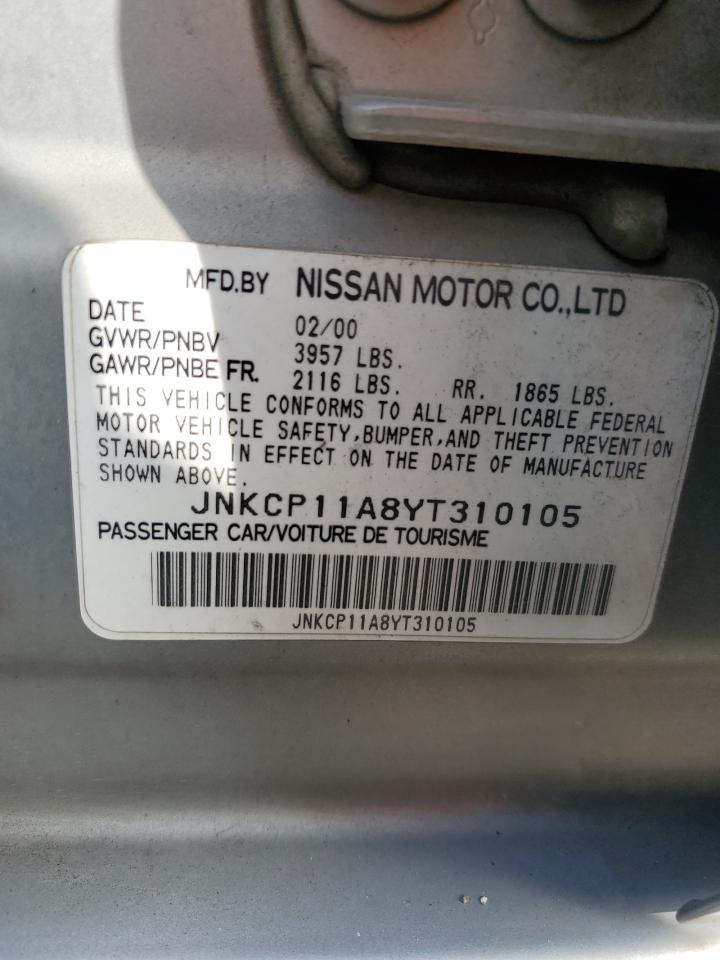 MFD.BY NISSAN MOTOR CO.,LTD
DATE 02/00
GVWR/PNBV 3957 LBS.
GAWR/PNBE FR. 2116 LBS. RR. 1865 LBS.
THIS VEHICLE CONFORMS TO ALL APPLICABLE FEDERAL
MOTOR VEHICLE SAFETY,BUMPER,AND THEFT PREVENTION
STANDARDS IN EFFECT ON THE DATE OF MANUFACTURE
SHOWN ABOVE.
JNKCP11A8YT310105
PASSENGER CAR/VOITURE DE TOURISME
JNKCP11A8YT310105